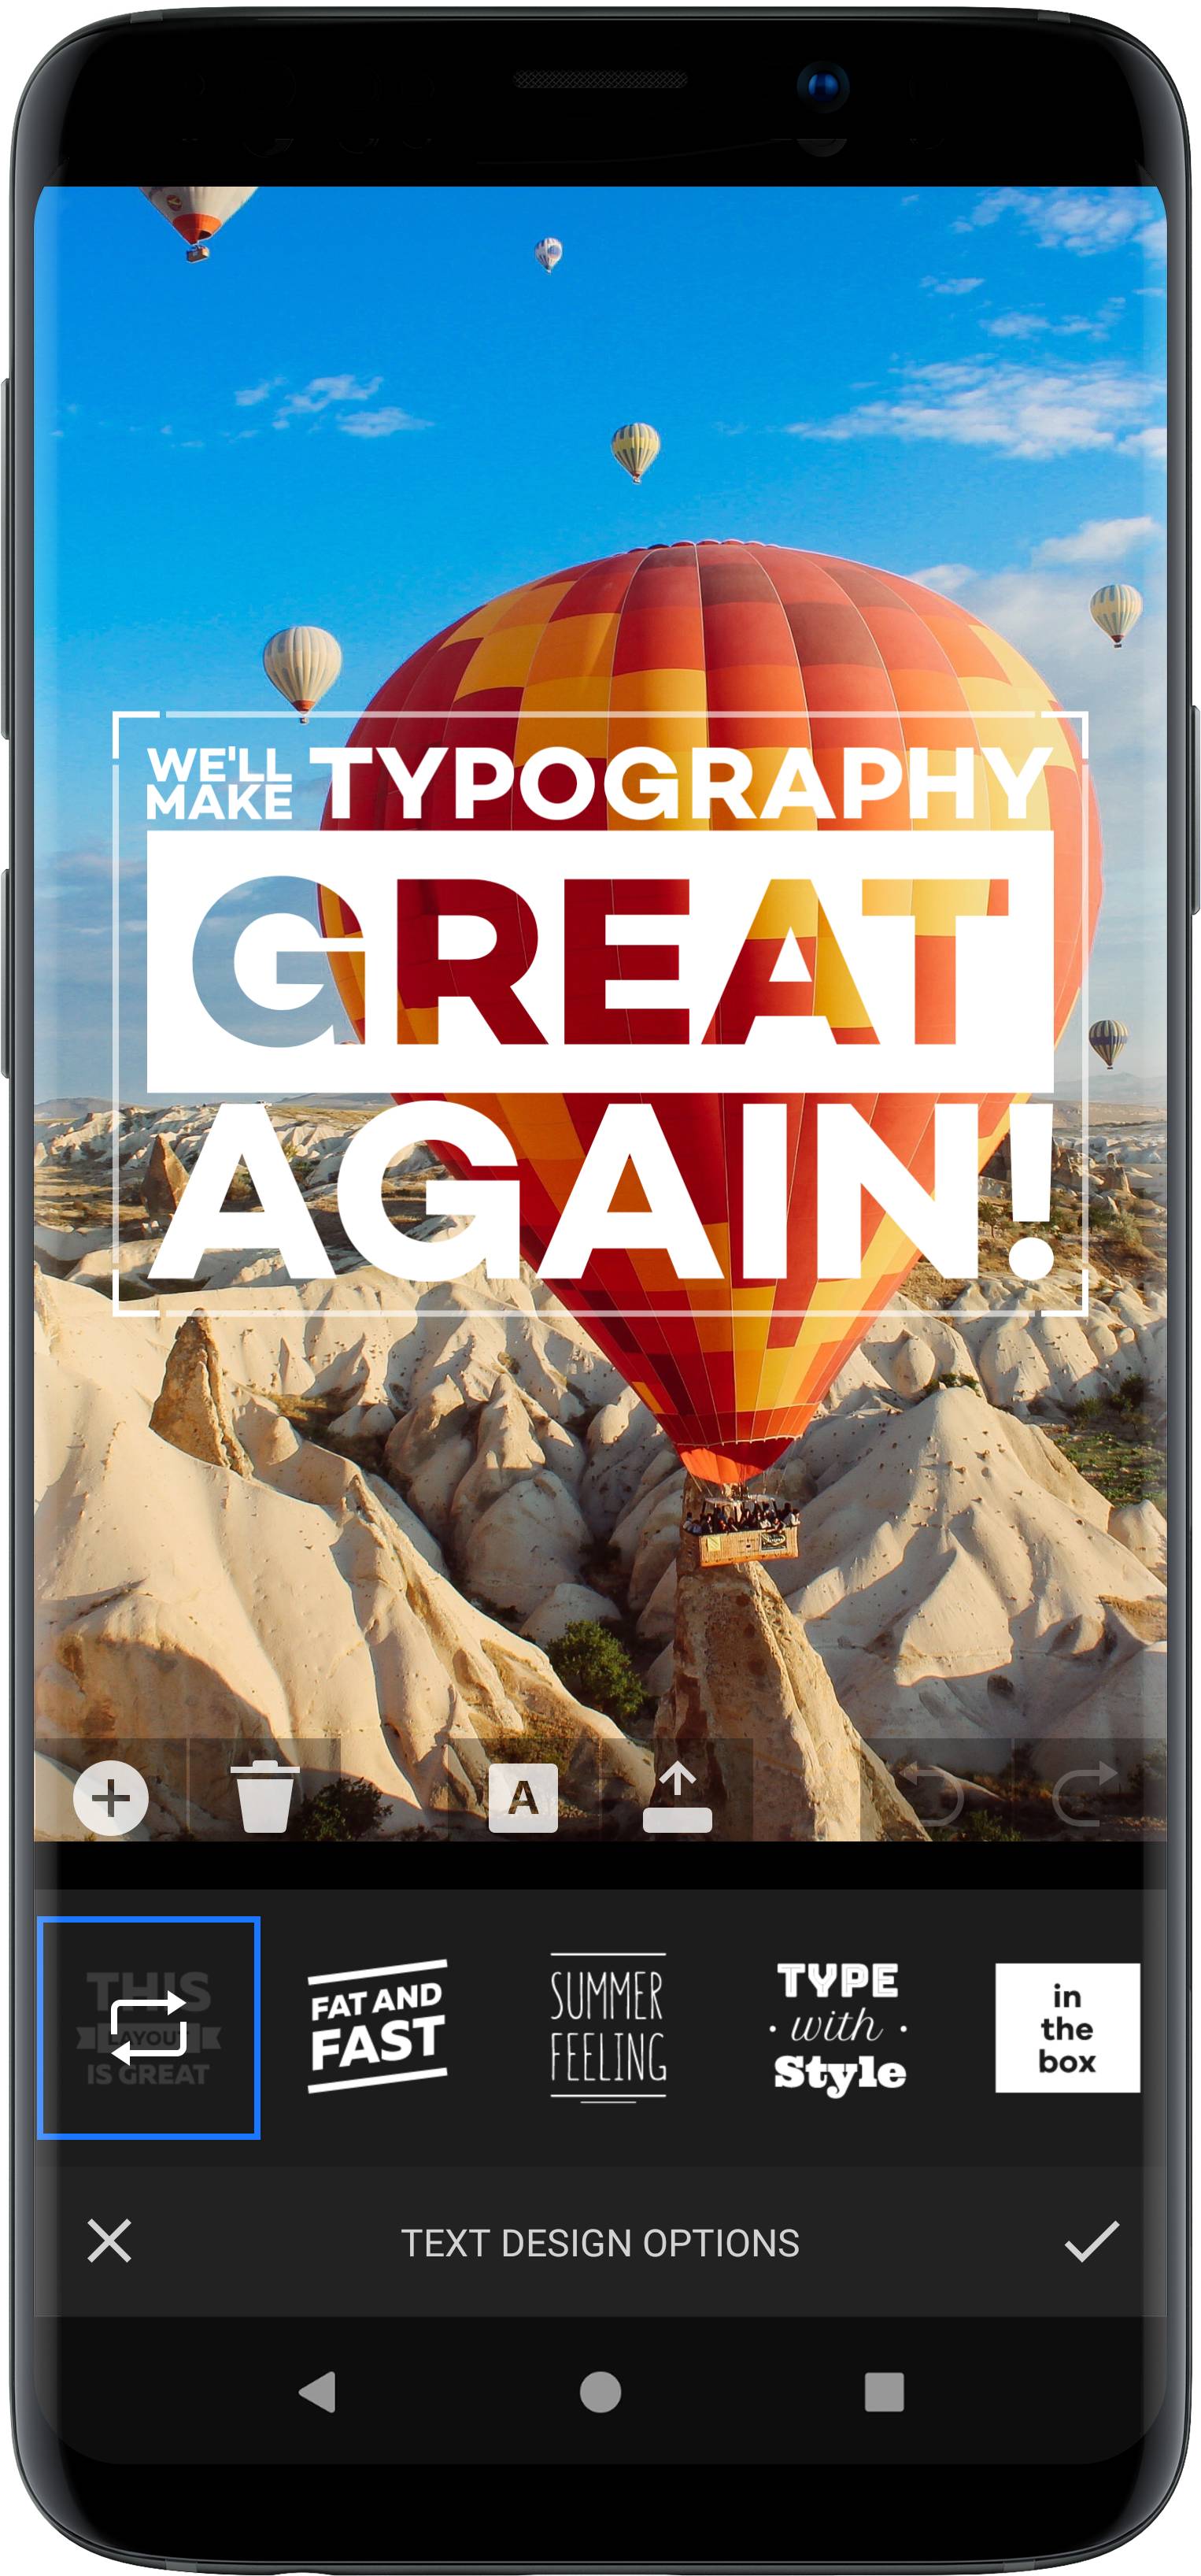 WE'LL
MAKE
TYPOGRAPHY
GREAT
AGAIN!
A
THIS
LAYOUT
IS GREAT
FAT AND
FAST
SUMMER
FEELING
TYPE
· with ·
Style
in
the
box
TEXT DESIGN OPTIONS